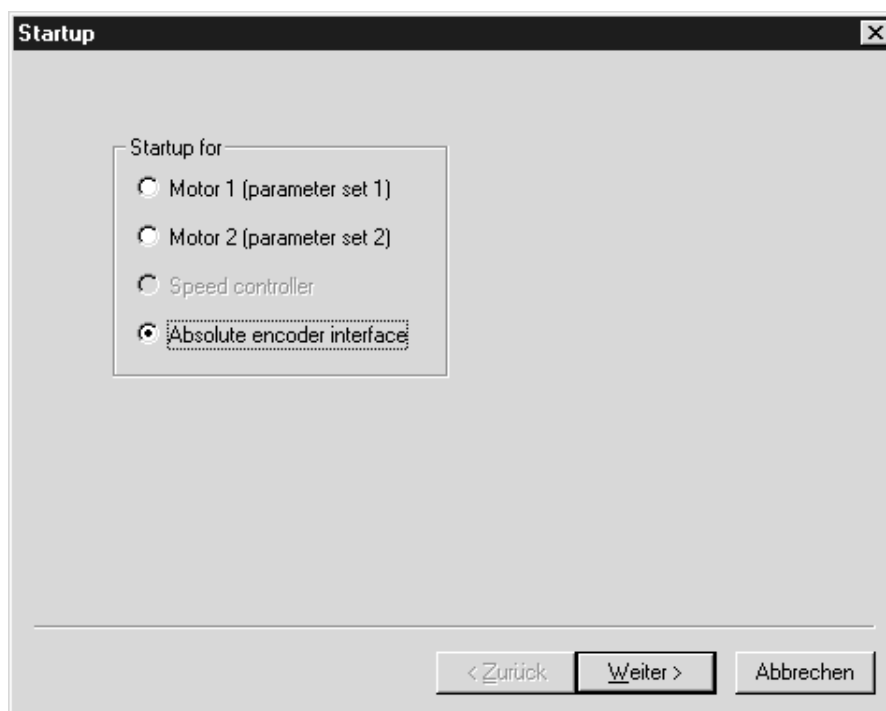 Startup
Startup for
Motor 1 (parameter set 1)
Motor 2 (parameter set 2)
Speed controller
Absolute encoder interface
< Zurück
Weiter >
Abbrechen